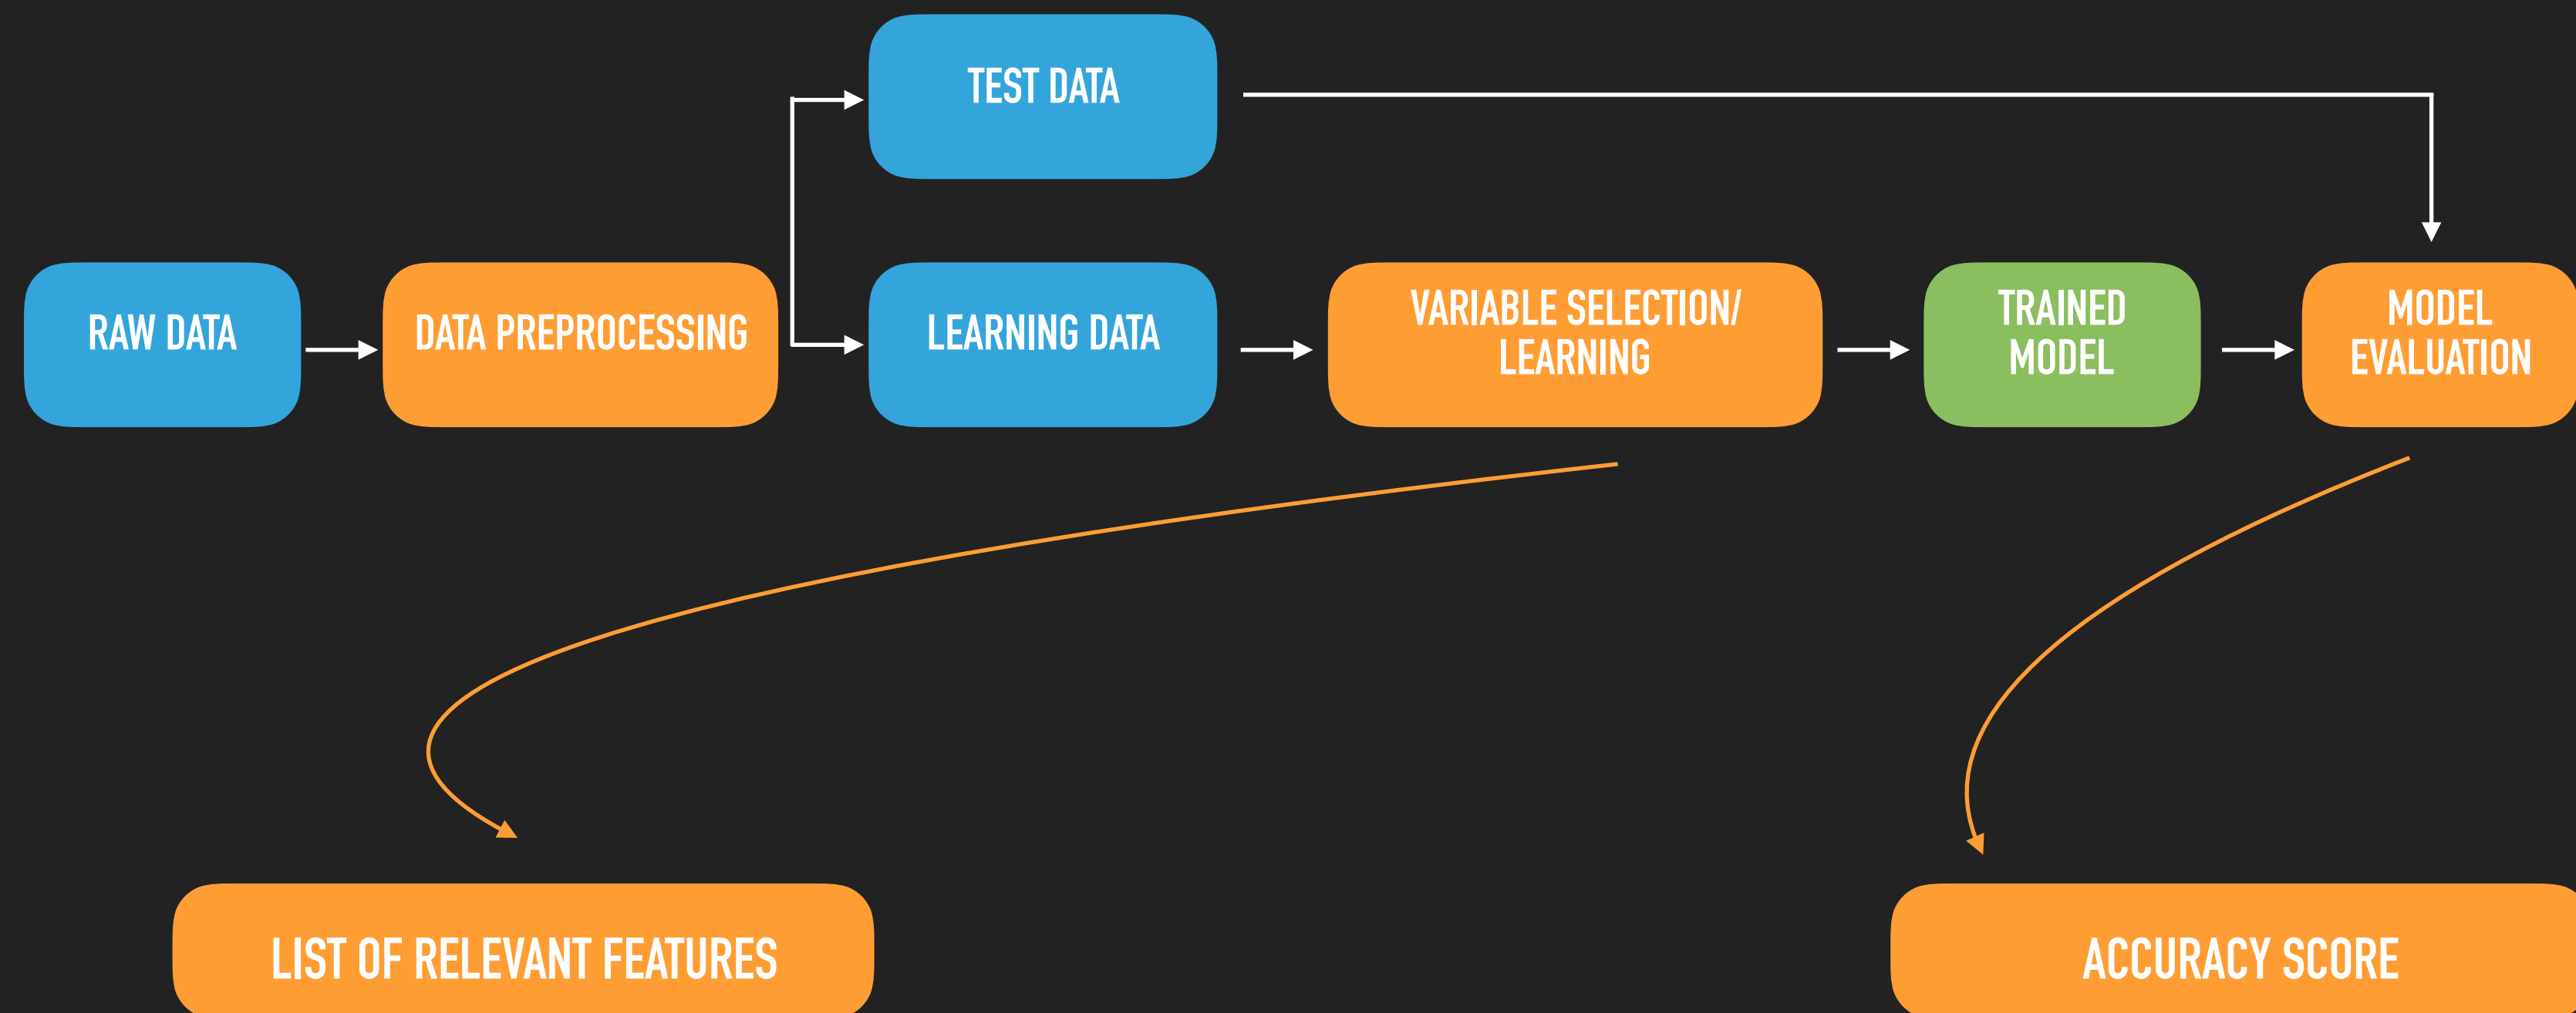 TEST DATA
RAW DATA
DATA PREPROCESSING
LEARNING DATA
VARIABLE SELECTION/
LEARNING
TRAINED
MODEL
MODEL
EVALUATION
LIST OF RELEVANT FEATURES
ACCURACY SCORE